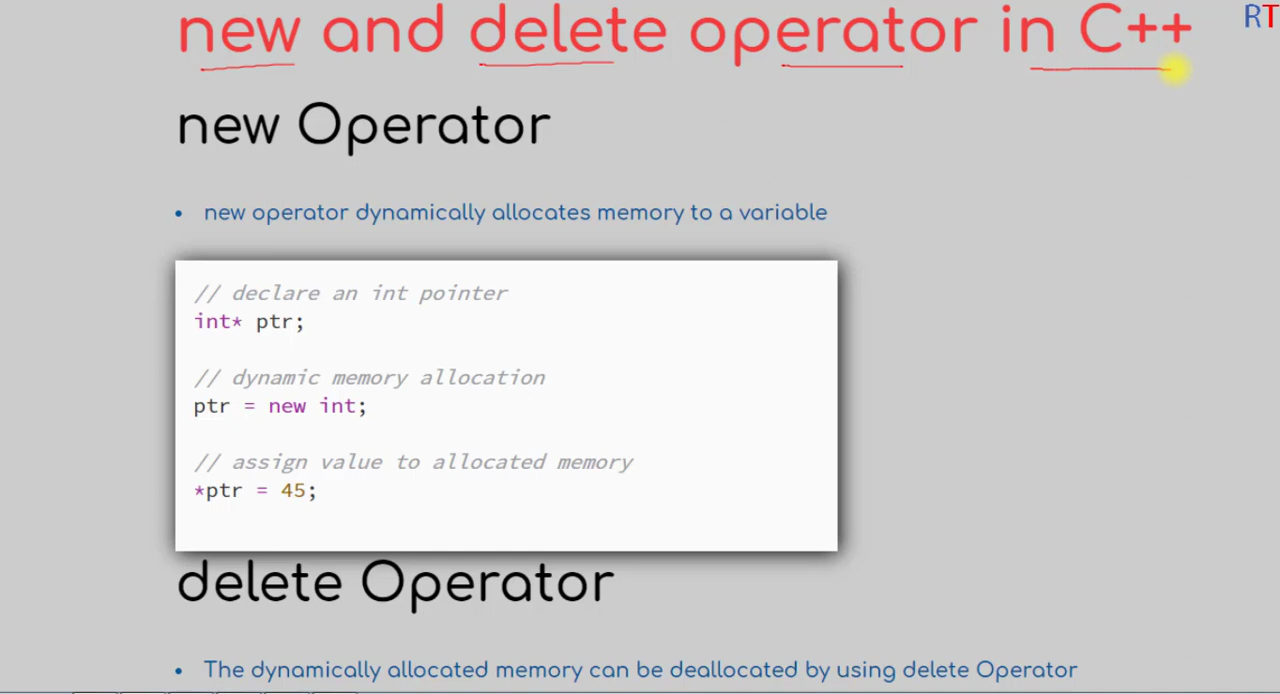 new and delete operator in C++
RT
new Operator
• new operator dynamically allocates memory to a variable
// declare an int pointer
int* ptr;
// dynamic memory allocation
ptr = new int;
// assign value to allocated memory
*ptr = 45;
delete Operator
• The dynamically allocated memory can be deallocated by using delete Operator